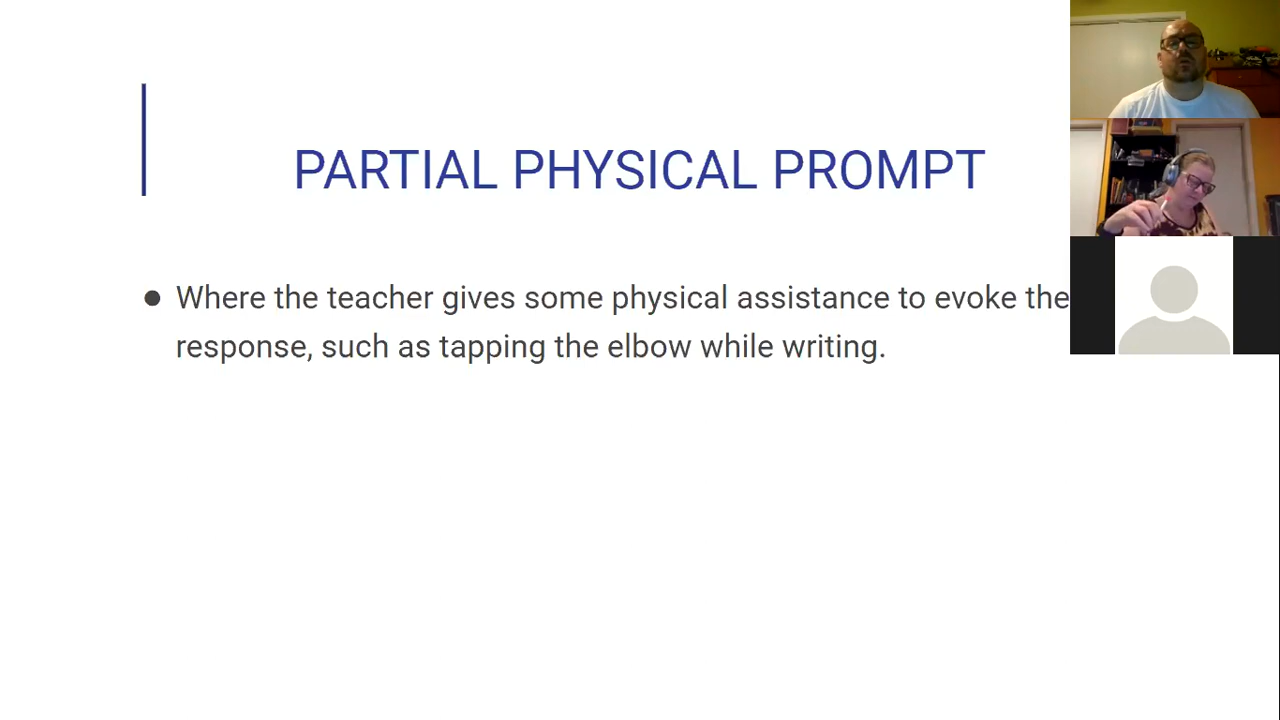 PARTIAL PHYSICAL PROMPT
● Where the teacher gives some physical assistance to evoke the
response, such as tapping the elbow while writing.